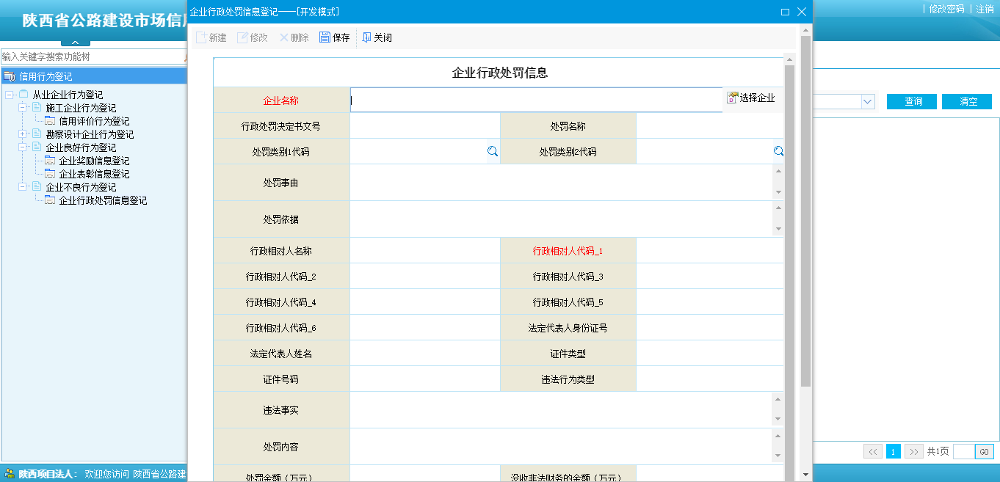 陕西省公路建设市场信
企业行政处罚信息登记——[开发模式]
| 修改密码 | 注销
新建 修改 删除 保存 关闭
输入关键字搜索功能树
信用行为登记
从业企业行为登记
施工企业行为登记
信用评价行为登记
勘察设计企业行为登记
企业良好行为登记
企业奖励信息登记
企业表彰信息登记
企业不良行为登记
企业行政处罚信息登记
企业行政处罚信息
企业名称 选择企业
行政处罚决定书文号 处罚名称
处罚类别1代码 处罚类别2代码
处罚事由
处罚依据
行政相对人名称 行政相对人代码_1
行政相对人代码_2 行政相对人代码_3
行政相对人代码_4 行政相对人代码_5
行政相对人代码_6 法定代表人身份证号
法定代表人姓名 证件类型
证件号码 违法行为类型
违法事实
处罚内容
处罚金额（万元） 没收非法财务的金额（万元）
查询 清空
<< 1 >> 共1页 GO
陕西项目法人： 欢迎您访问 陕西省公路建